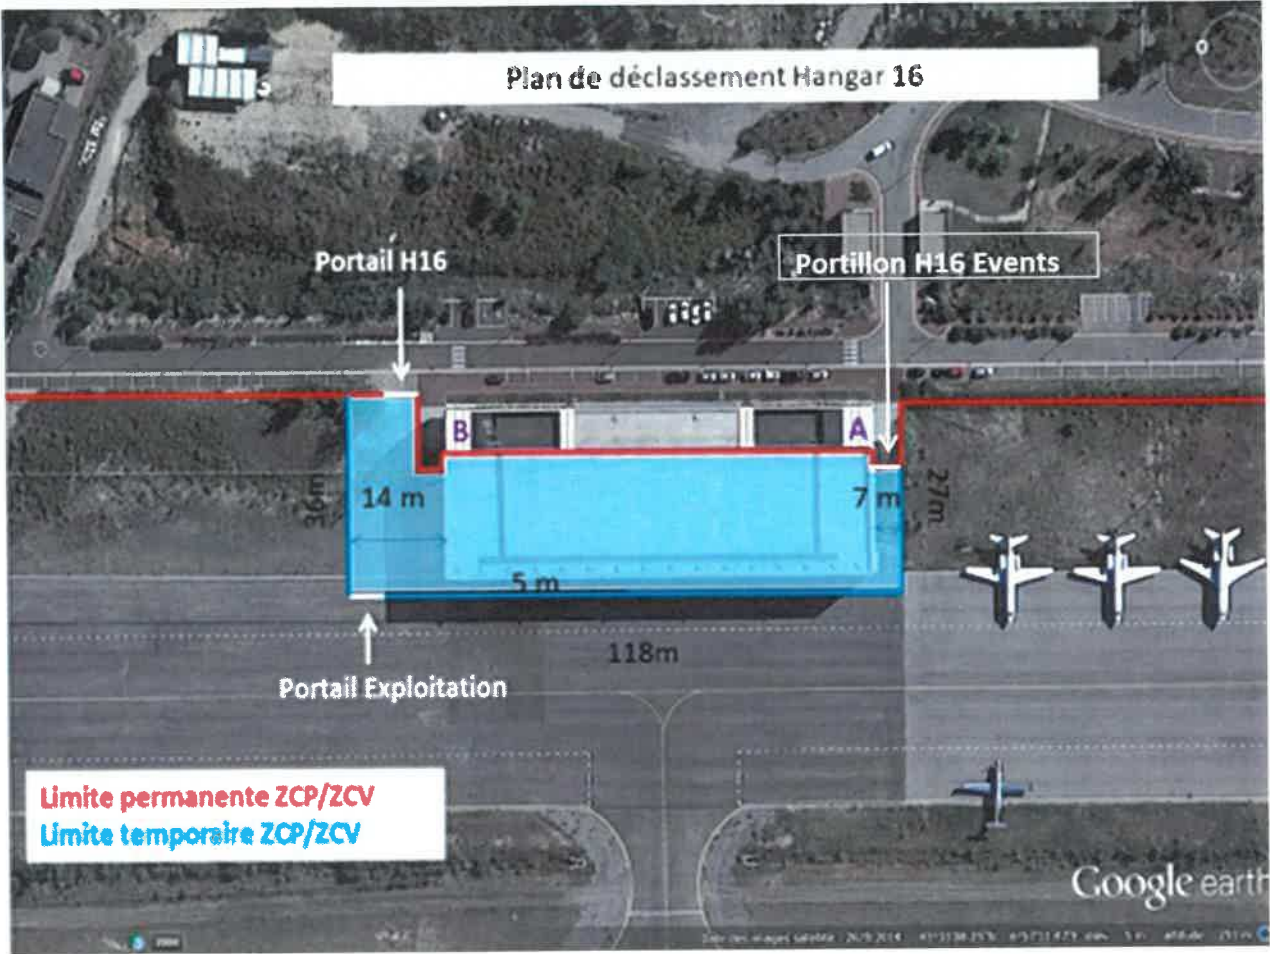 Plan de déclassement Hangar 16
Portail H16
Portillon H16 Events
B
A
36m
14 m
7 m
27m
5 m
118m
Portail Exploitation
Limite permanente ZCP/ZCV
Limite temporaire ZCP/ZCV
Google earth